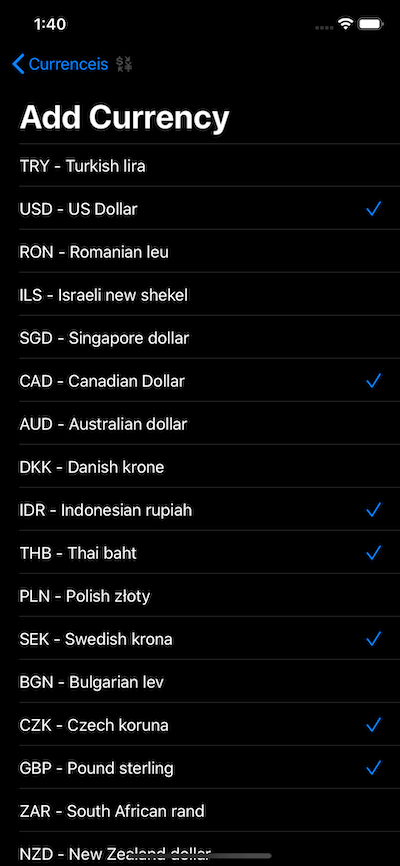 1:40
Currenceis
Add Currency
TRY - Turkish lira
USD - US Dollar
RON - Romanian leu
ILS - Israeli new shekel
SGD - Singapore dollar
CAD - Canadian Dollar
AUD - Australian dollar
DKK - Danish krone
IDR - Indonesian rupiah
THB - Thai baht
PLN - Polish złoty
SEK - Swedish krona
BGN - Bulgarian lev
CZK - Czech koruna
GBP - Pound sterling
ZAR - South African rand
NZD - New Zealand dollar